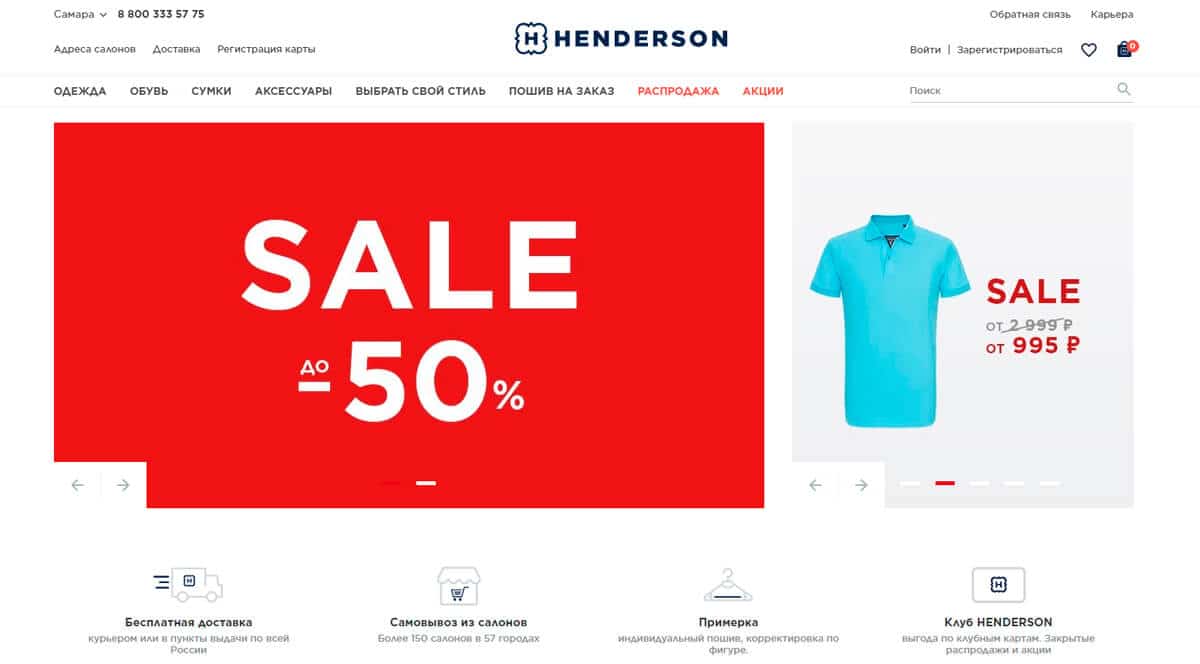 Самара 8 800 333 57 75
Обратная связь Карьера
HENDERSON
Адреса салонов Доставка Регистрация карты
Войти | Зарегистрироваться 0
ОДЕЖДА ОБУВЬ СУМКИ АКСЕССУАРЫ ВЫБРАТЬ СВОЙ СТИЛЬ ПОШИВ НА ЗАКАЗ РАСПРОДАЖА АКЦИИ
Поиск
SALE
ДО
–50%
SALE
ОТ 2 999 ₽
ОТ 995 ₽
Бесплатная доставка
курьером или в пункты выдачи по всей
России
Самовывоз из салонов
Более 150 салонов в 57 городах
Примерка
индивидуальный пошив, корректировка по
фигуре.
Клуб HENDERSON
выгода по клубным картам. Закрытые
распродажи и акции